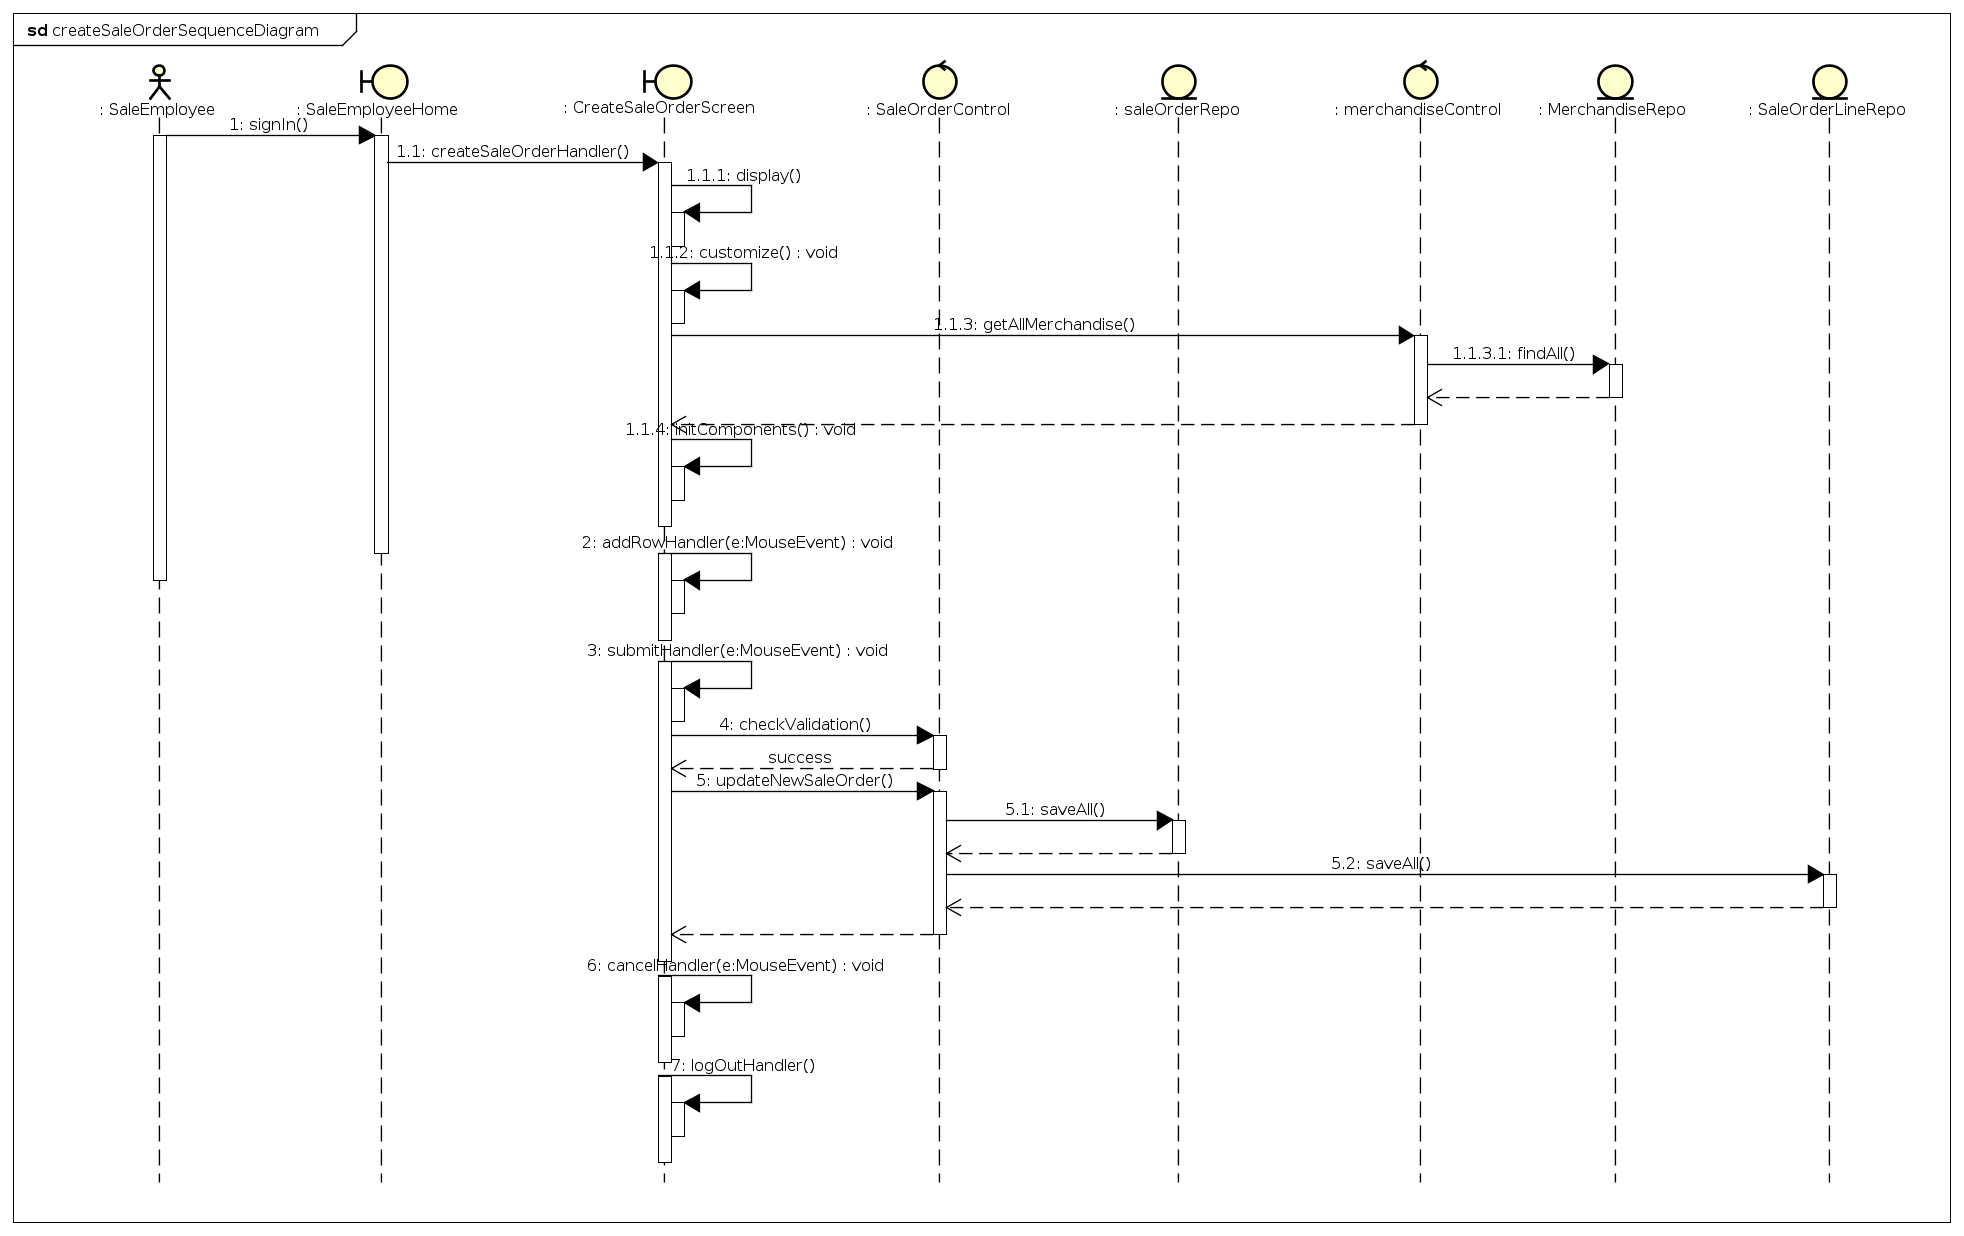 sd createSaleOrderSequenceDiagram
: SaleEmployee
: SaleEmployeeHome
: CreateSaleOrderScreen
: SaleOrderControl
: saleOrderRepo
: merchandiseControl
: MerchandiseRepo
: SaleOrderLineRepo
1: signIn()
1.1: createSaleOrderHandler()
1.1.1: display()
1.1.2: customize() : void
1.1.3: getAllMerchandise()
1.1.3.1: findAll()
1.1.4: initComponents() : void
2: addRowHandler(e:MouseEvent) : void
3: submitHandler(e:MouseEvent) : void
4: checkValidation()
success
5: updateNewSaleOrder()
5.1: saveAll()
5.2: saveAll()
6: cancelHandler(e:MouseEvent) : void
7: logOutHandler()